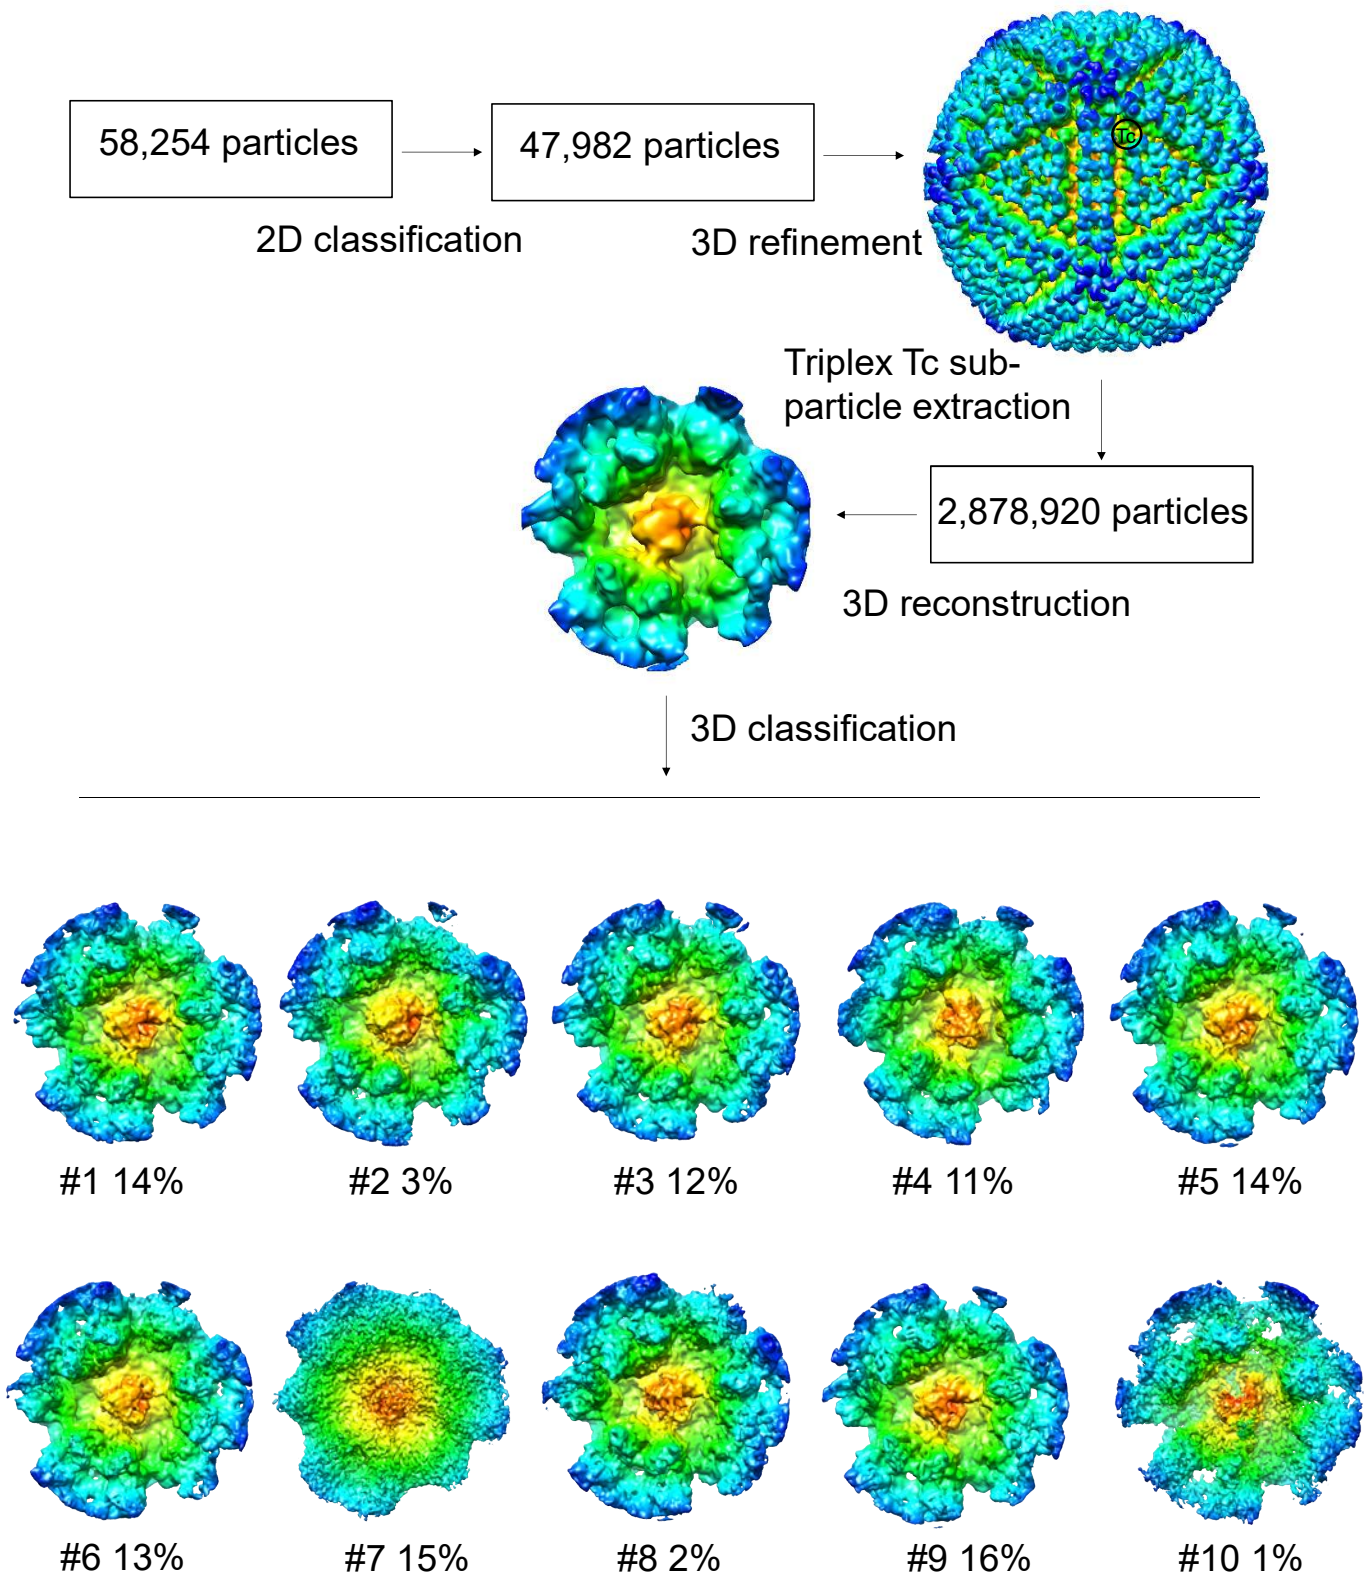 58,254 particles
47,982 particles
Tc
2D classification
3D refinement
Triplex Tc sub-
particle extraction
2,878,920 particles
3D reconstruction
3D classification
#1 14%
#2 3%
#3 12%
#4 11%
#5 14%
#6 13%
#7 15%
#8 2%
#9 16%
#10 1%